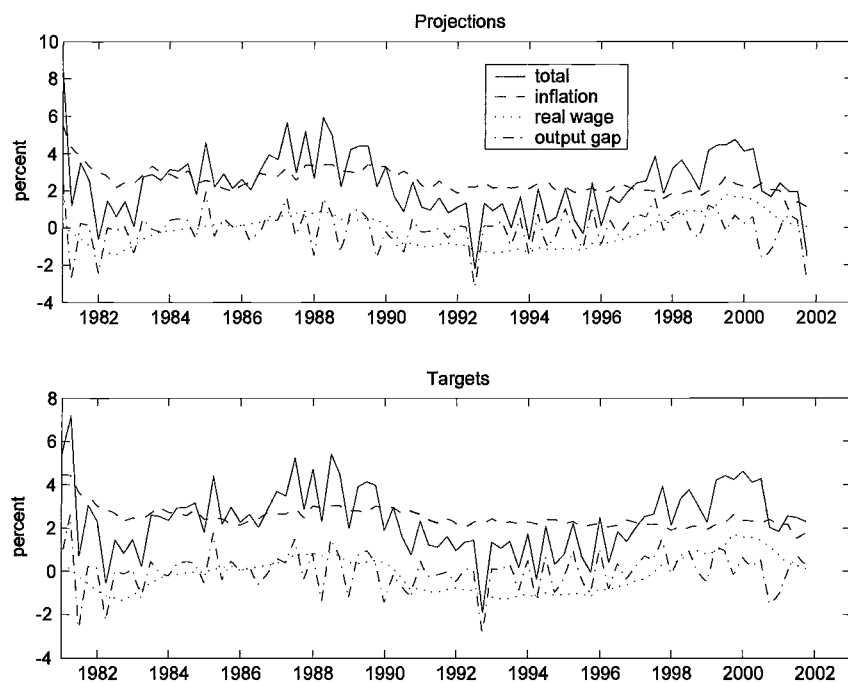 Projections
10
8
6
4
2
0
-2
-4
percent
total
inflation
real wage
output gap
1982 1984 1986 1988 1990 1992 1994 1996 1998 2000 2002
Targets
8
6
4
2
0
-2
-4
percent
1982 1984 1986 1988 1990 1992 1994 1996 1998 2000 2002